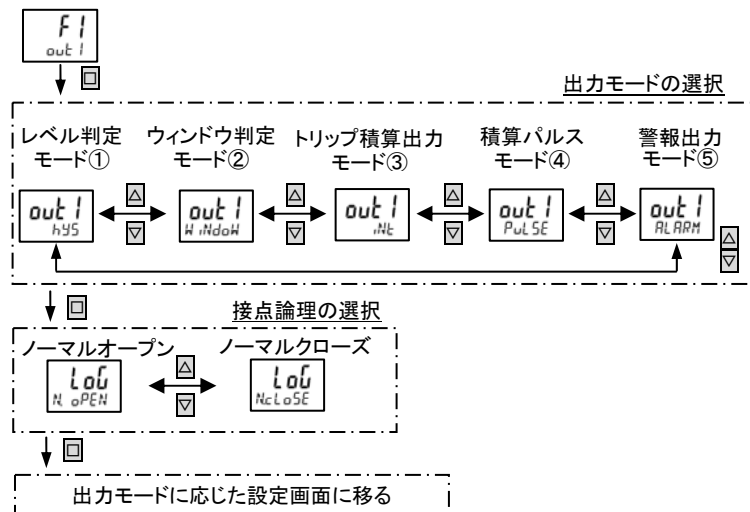 F1
out1
出力モードの選択
レベル判定
モード①
ウィンドウ判定
モード②
トリップ積算出力
モード③
積算パルス
モード④
警報出力
モード⑤
out1
hYS
out1
WiNdoW
out1
iNt
out1
PuLSE
out1
ALARM
接点論理の選択
ノーマルオープン
ノーマルクローズ
LoG
N.oPEN
LoG
N.cLoSE
出力モードに応じた設定画面に移る